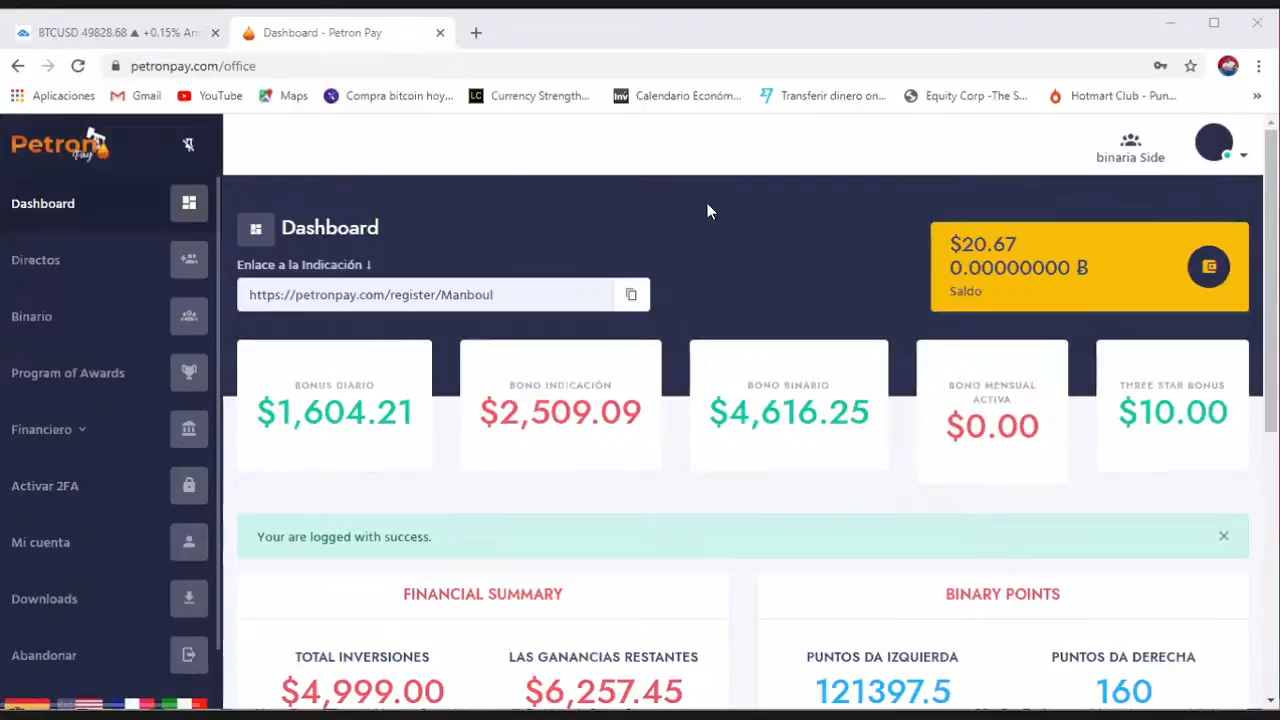 BTCUSD 49828.68 ▲ +0.15%
Dashboard - Petron Pay
petronpay.com/office
Aplicaciones
Gmail
YouTube
Maps
Compra bitcoin hoy...
Currency Strength...
Calendario Económ...
Transferir dinero on...
Equity Corp -The S...
Hotmart Club - Pun...
»
Petron
Pay
binaria Side
Dashboard
Directos
Binario
Program of Awards
Financiero
Activar 2FA
Mi cuenta
Downloads
Abandonar
Dashboard
Enlace a la Indicación ↓
https://petronpay.com/register/Manboul
$20.67
0.00000000 Ƀ
Saldo
BONUS DIARIO
$1,604.21
BONO INDICACIÓN
$2,509.09
BONO BINÁRIO
$4,616.25
BONO MENSUAL
ACTIVA
$0.00
THREE STAR BONUS
$10.00
Your are logged with success.
FINANCIAL SUMMARY
TOTAL INVERSIONES
$4,999.00
LAS GANANCIAS RESTANTES
$6,257.45
BINARY POINTS
PUNTOS DA IZQUIERDA
121397.5
PUNTOS DA DERECHA
160